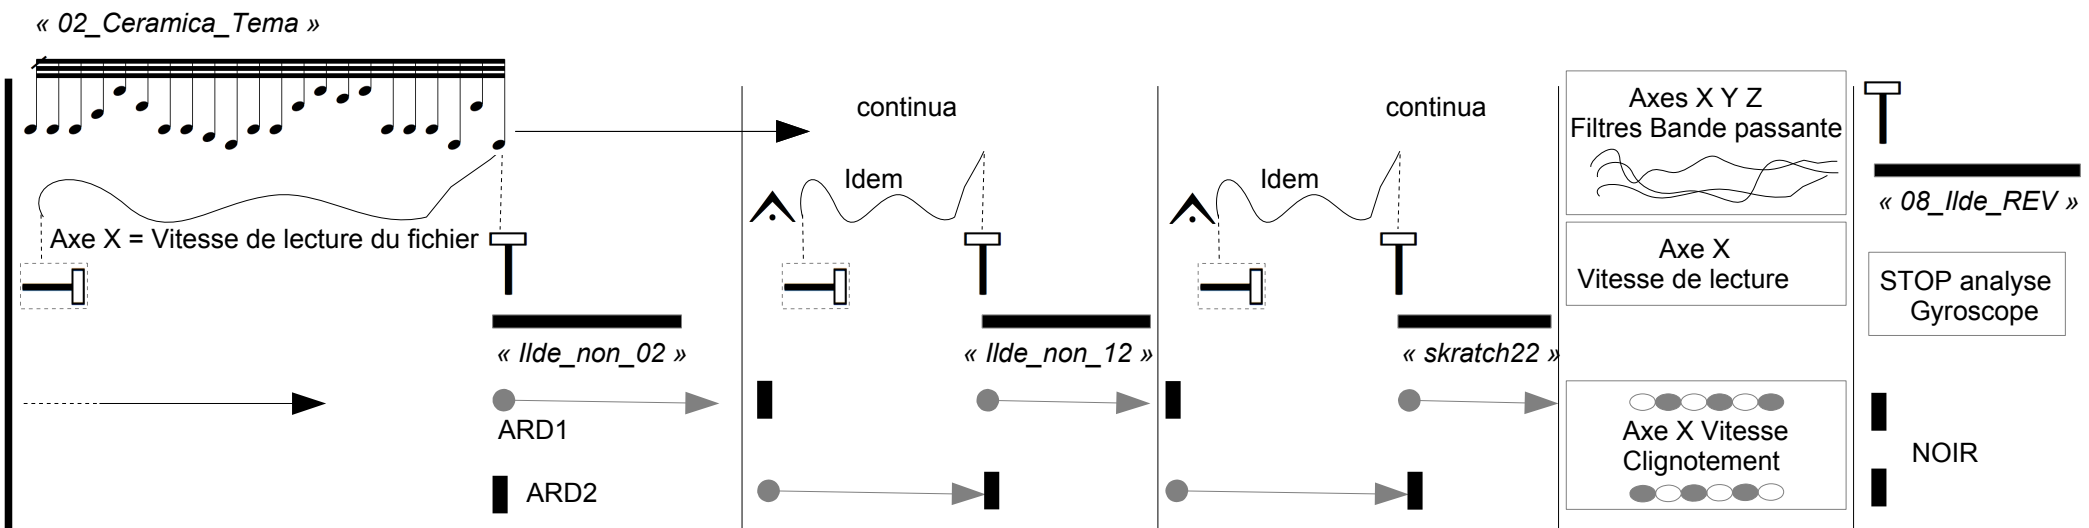 « 02_Ceramica_Tema »
continua
continua
Axes X Y Z
Filtres Bande passante
Idem
Idem
« 08_Ilde_REV »
Axe X = Vitesse de lecture du fichier
Axe X
Vitesse de lecture
STOP analyse
Gyroscope
« Ilde_non_02 »
« Ilde_non_12 »
« skratch22 »
ARD1
Axe X Vitesse
Clignotement
NOIR
ARD2